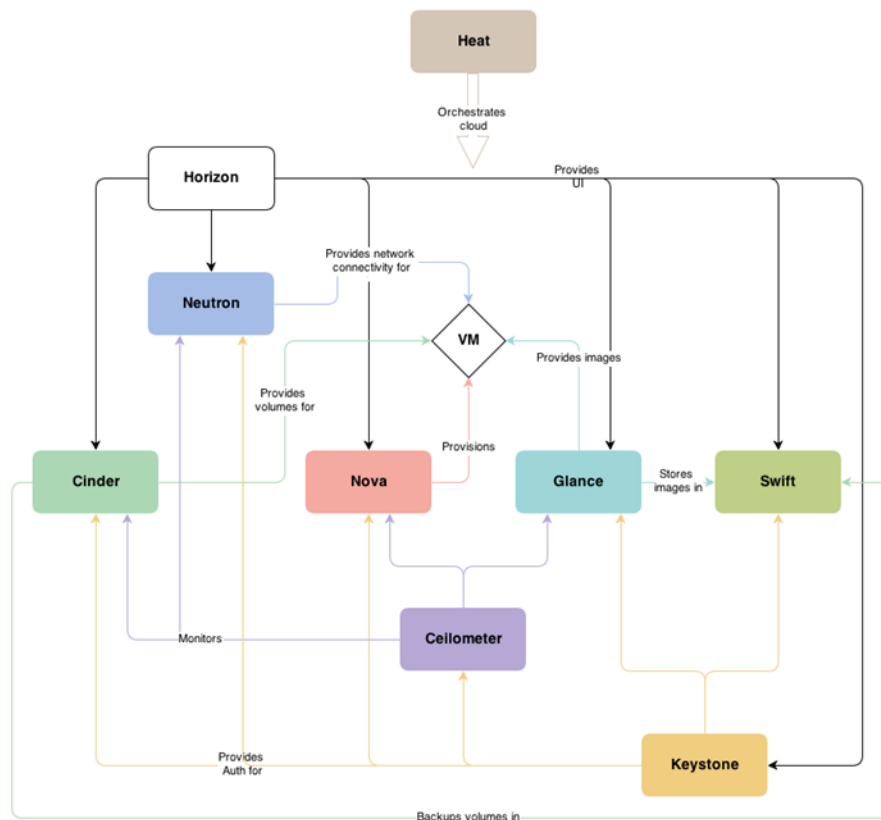 Heat
Orchestrates
cloud
Horizon
Provides
UI
Provides network
connectivity for
Neutron
VM
Provides images
Provides
volumes for
Provisions
Cinder
Nova
Glance
Stores
images in
Swift
Ceilometer
Monitors
Provides
Auth for
Keystone
Backups volumes in